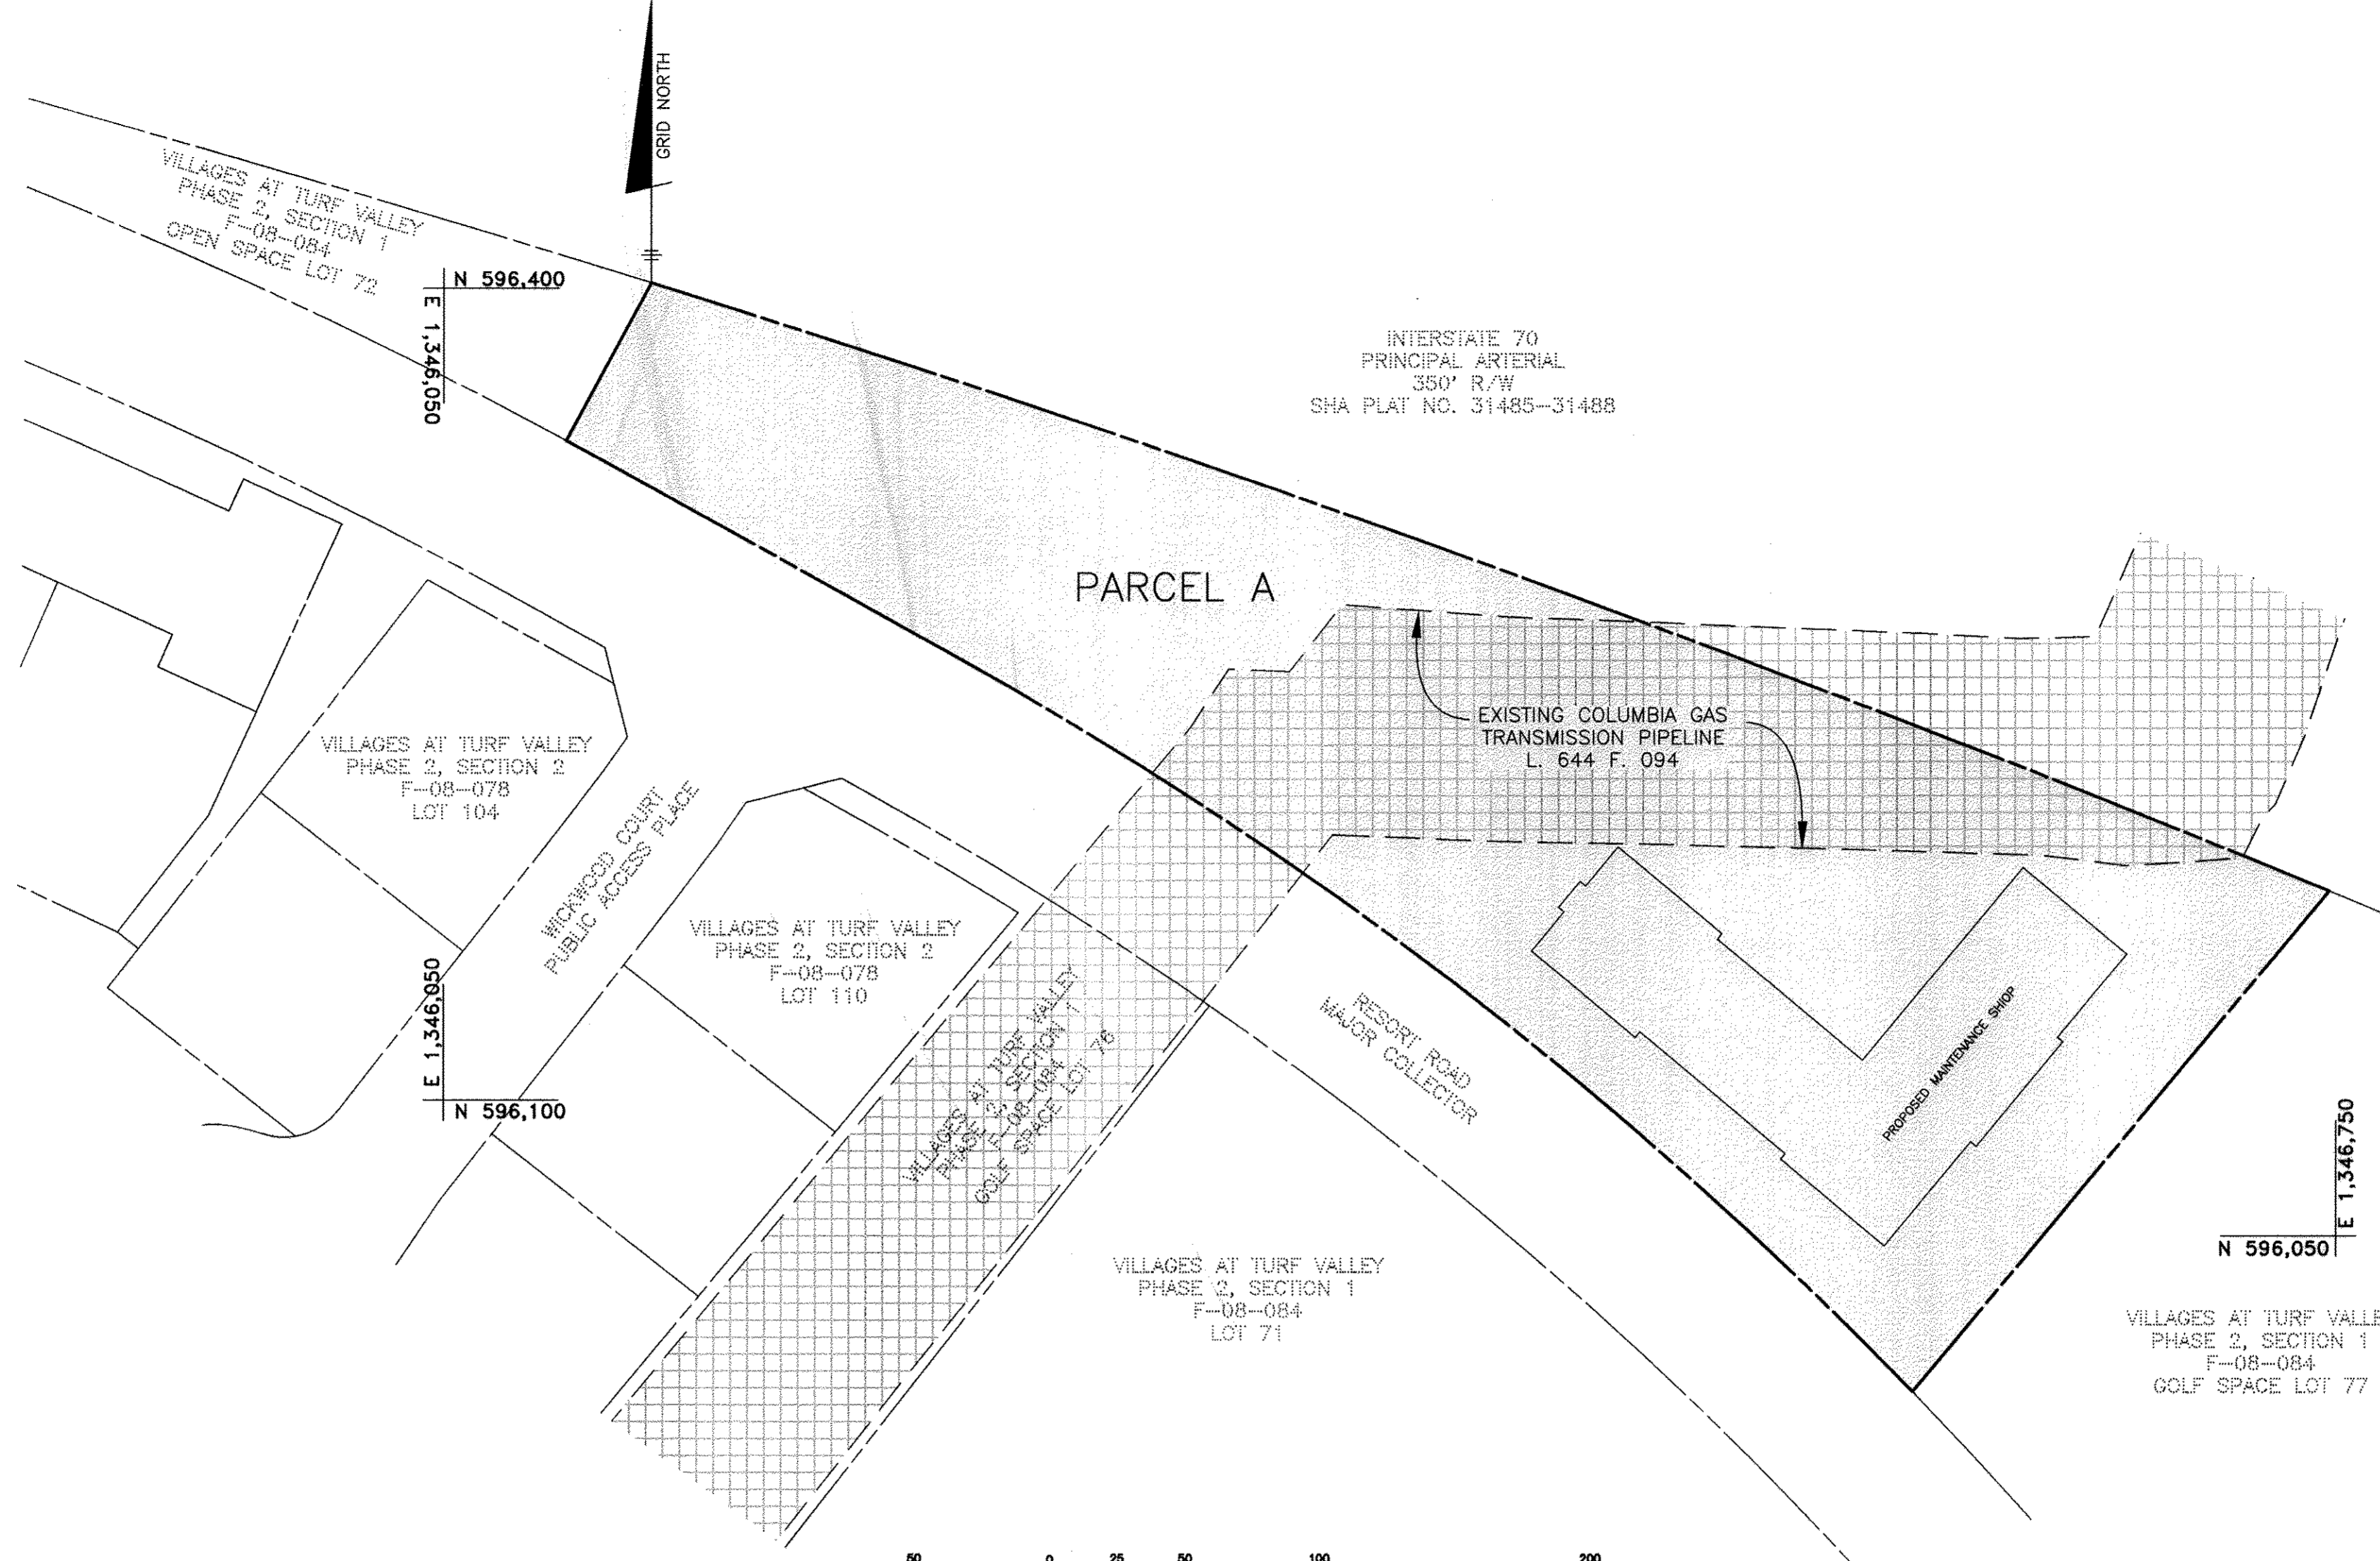 GRID NORTH
VILLAGES AT TURF VALLEY
PHASE 2, SECTION 1
F-08-084
OPEN SPACE LOT 72
N 596,400
E 1,346,050
INTERSTATE 70
PRINCIPAL ARTERIAL
350' R/W
SHA PLAT NO. 31485-31488
PARCEL A
EXISTING COLUMBIA GAS
TRANSMISSION PIPELINE
L. 644 F. 094
VILLAGES AT TURF VALLEY
PHASE 2, SECTION 2
F-08-078
LOT 104
WICKWOOD COURT
PUBLIC ACCESS PLACE
VILLAGES AT TURF VALLEY
PHASE 2, SECTION 2
F-08-078
LOT 110
E 1,346,050
N 596,100
VILLAGES AT TURF VALLEY
PHASE 2, SECTION 1
F-08-084
GOLF SPACE LOT 76
RESORT ROAD
MAJOR COLLECTOR
PROPOSED MAINTENANCE SHIOP
E 1,346,750
N 596,050
VILLAGES AT TURF VALLEY
PHASE 2, SECTION 1
F-08-084
LOT 71
VILLAGES AT TURF VALLE
PHASE 2, SECTION 1
F-08-084
GOLF SPACE LOT 77
50 0 25 50 100 200